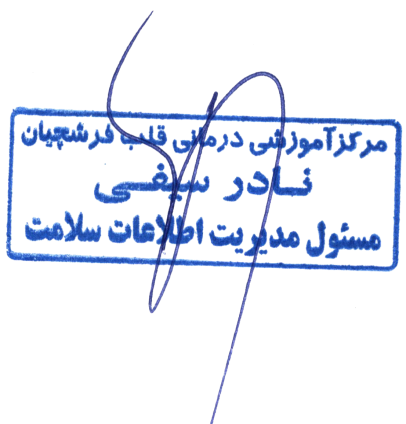 مرکز آموزشی درمانی قلب فرشچیان
نادر سیفی
مسئول مدیریت اطلاعات سلامت